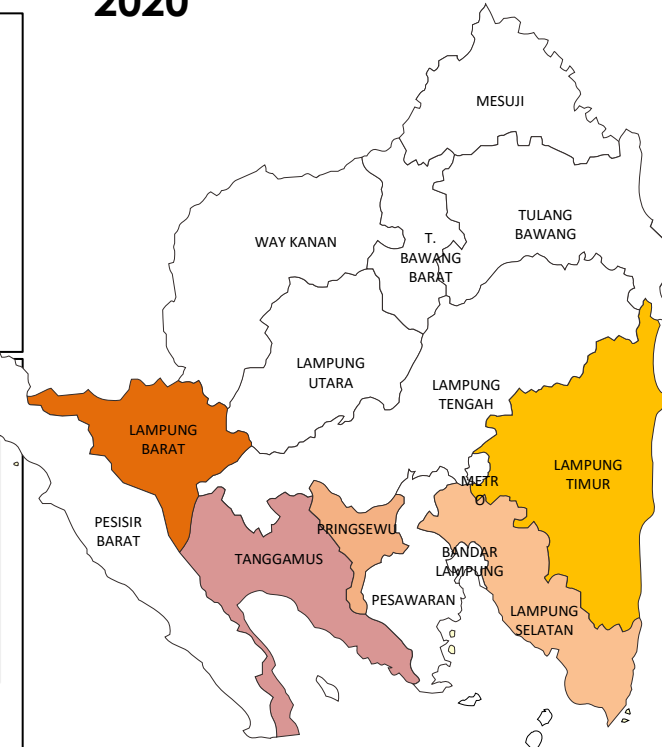 2020
MESUJI
TULANG
BAWANG
WAY KANAN
T.
BAWANG
BARAT
LAMPUNG
UTARA
LAMPUNG
TENGAH
LAMPUNG
BARAT
LAMPUNG
TIMUR
METR
O
PESISIR
BARAT
PRINGSEWU
TANGGAMUS
BANDAR
LAMPUNG
PESAWARAN
LAMPUNG
SELATAN